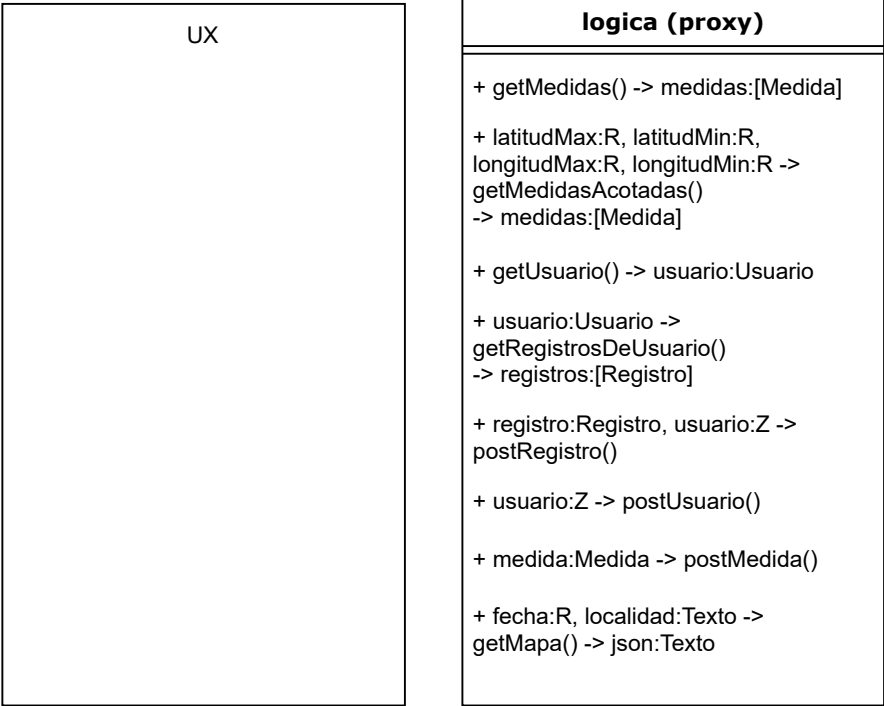 UX
logica (proxy)
+ getMedidas() -> medidas:[Medida]
+ latitudMax:R, latitudMin:R,
longitudMax:R, longitudMin:R ->
getMedidasAcotadas()
-> medidas:[Medida]
+ getUsuario() -> usuario:Usuario
+ usuario:Usuario ->
getRegistrosDeUsuario()
-> registros:[Registro]
+ registro:Registro, usuario:Z ->
postRegistro()
+ usuario:Z -> postUsuario()
+ medida:Medida -> postMedida()
+ fecha:R, localidad:Texto ->
getMapa() -> json:Texto